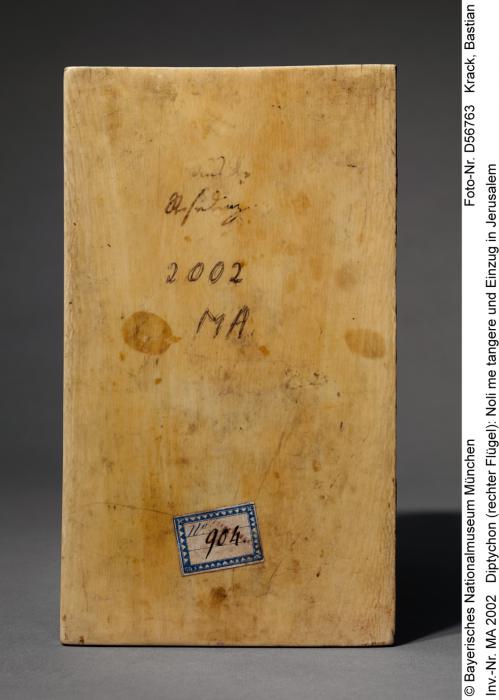 2002
MA
No 904.
© Bayerisches Nationalmuseum München Foto-Nr. D56763 Krack, Bastian
Inv.-Nr. MA 2002 Diptychon (rechter Flügel): Noli me tangere und Einzug in Jerusalem